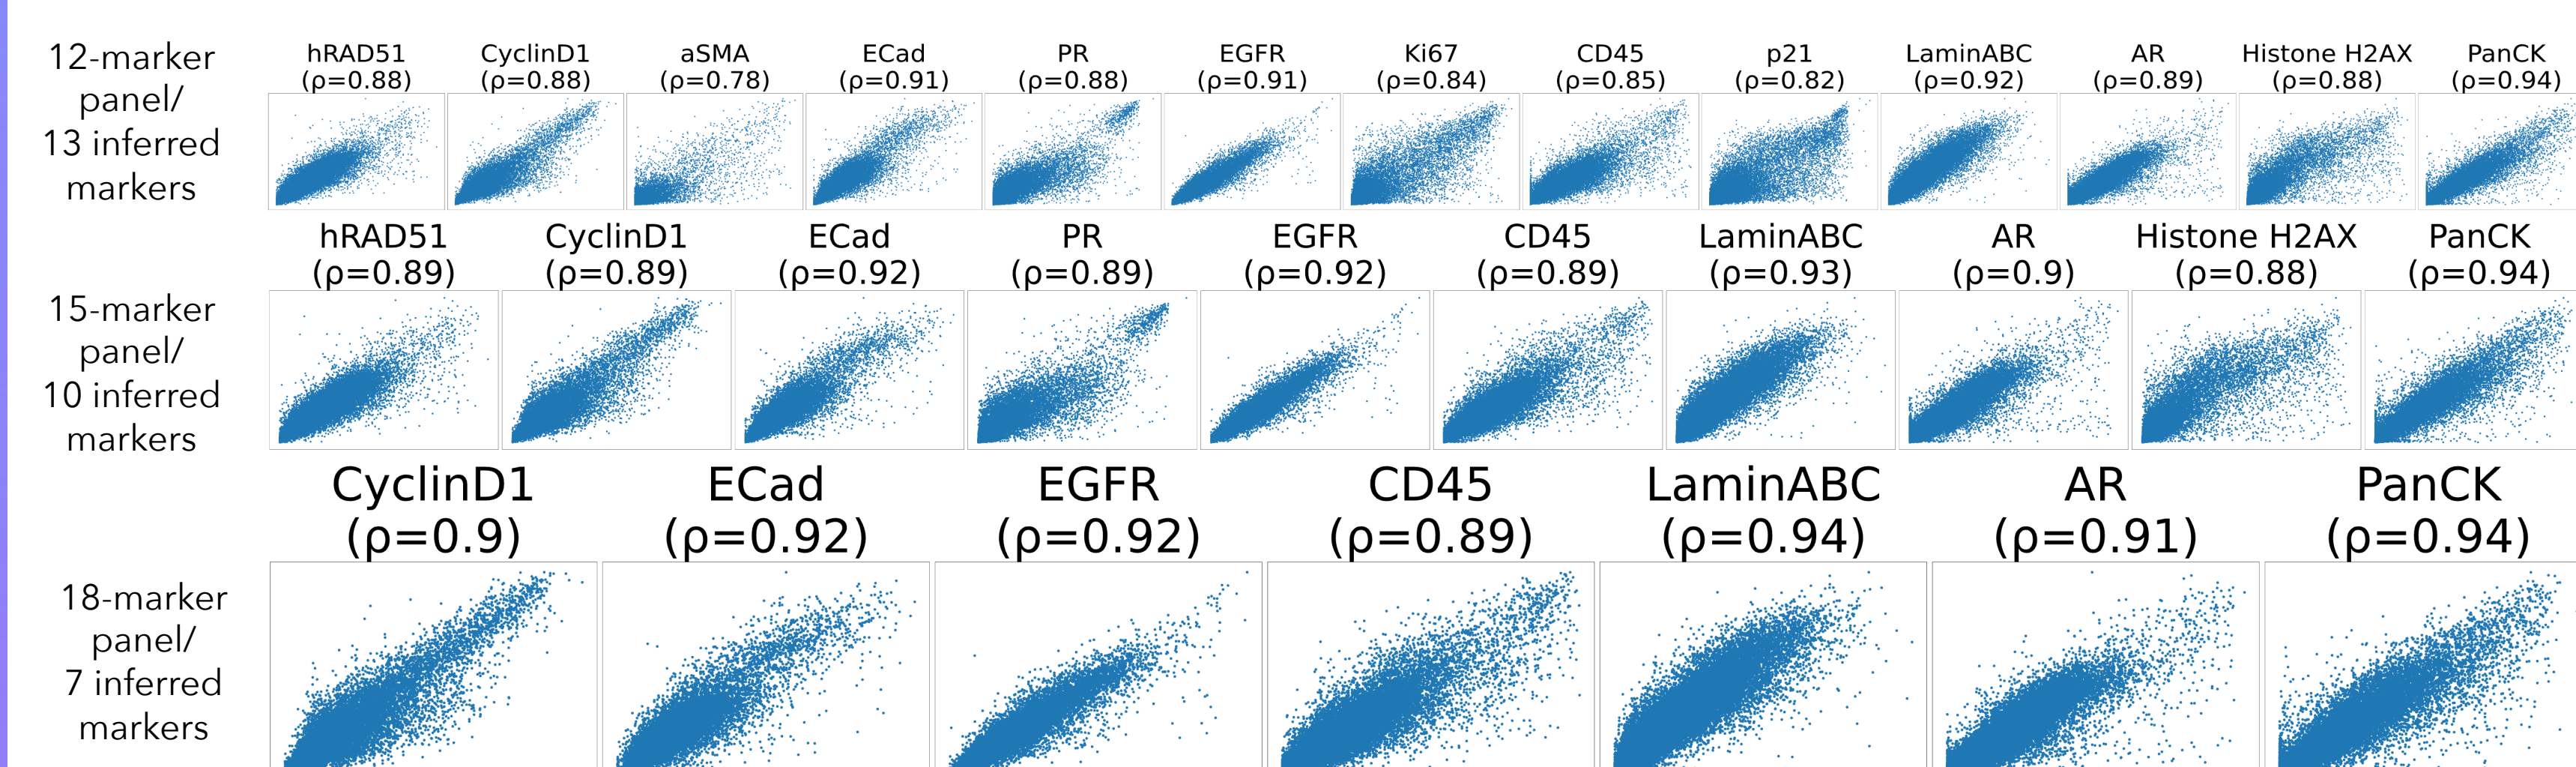 12-marker
panel/
13 inferred
markers
hRAD51
(ρ=0.88)
CyclinD1
(ρ=0.88)
aSMA
(ρ=0.78)
ECad
(ρ=0.91)
PR
(ρ=0.88)
EGFR
(ρ=0.91)
Ki67
(ρ=0.84)
CD45
(ρ=0.85)
p21
(ρ=0.82)
LaminABC
(ρ=0.92)
AR
(ρ=0.89)
Histone H2AX
(ρ=0.88)
PanCK
(ρ=0.94)
15-marker
panel/
10 inferred
markers
hRAD51
(ρ=0.89)
CyclinD1
(ρ=0.89)
ECad
(ρ=0.92)
PR
(ρ=0.89)
EGFR
(ρ=0.92)
CD45
(ρ=0.89)
LaminABC
(ρ=0.93)
AR
(ρ=0.9)
Histone H2AX
(ρ=0.88)
PanCK
(ρ=0.94)
18-marker
panel/
7 inferred
markers
CyclinD1
(ρ=0.9)
ECad
(ρ=0.92)
EGFR
(ρ=0.92)
CD45
(ρ=0.89)
LaminABC
(ρ=0.94)
AR
(ρ=0.91)
PanCK
(ρ=0.94)